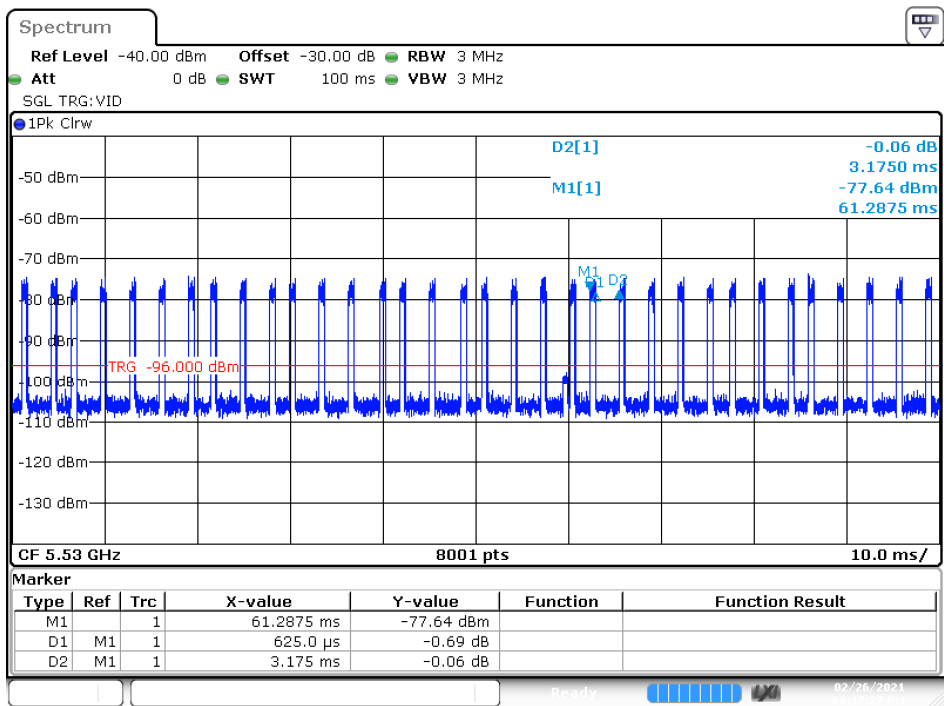 Spectrum
Ref Level -40.00 dBm Offset -30.00 dB RBW 3 MHz
Att 0 dB SWT 100 ms VBW 3 MHz
SGL TRG:VID
1Pk Clrw
D2[1] -0.06 dB
3.1750 ms
-50 dBm
M1[1] -77.64 dBm
61.2875 ms
-60 dBm
-70 dBm
M1
D1 D2
-80 dBm
-90 dBm
TRG -96.000 dBm
-100 dBm
-110 dBm
-120 dBm
-130 dBm
CF 5.53 GHz 8001 pts 10.0 ms/
Marker
Type Ref Trc X-value Y-value Function Function Result
M1 1 61.2875 ms -77.64 dBm
D1 M1 1 625.0 µs -0.69 dB
D2 M1 1 3.175 ms -0.06 dB
Ready LXI 02/26/2021